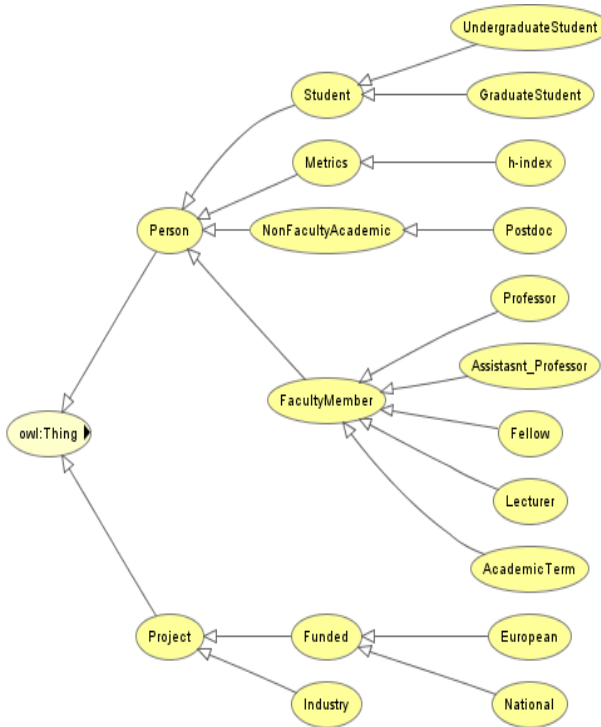 UndergraduateStudent
Student
GraduateStudent
Metrics
h-index
Person
NonFacultyAcademic
Postdoc
Professor
Assistasnt_Professor
FacultyMember
owl:Thing
Fellow
Lecturer
AcademicTerm
Project
Funded
European
Industry
National